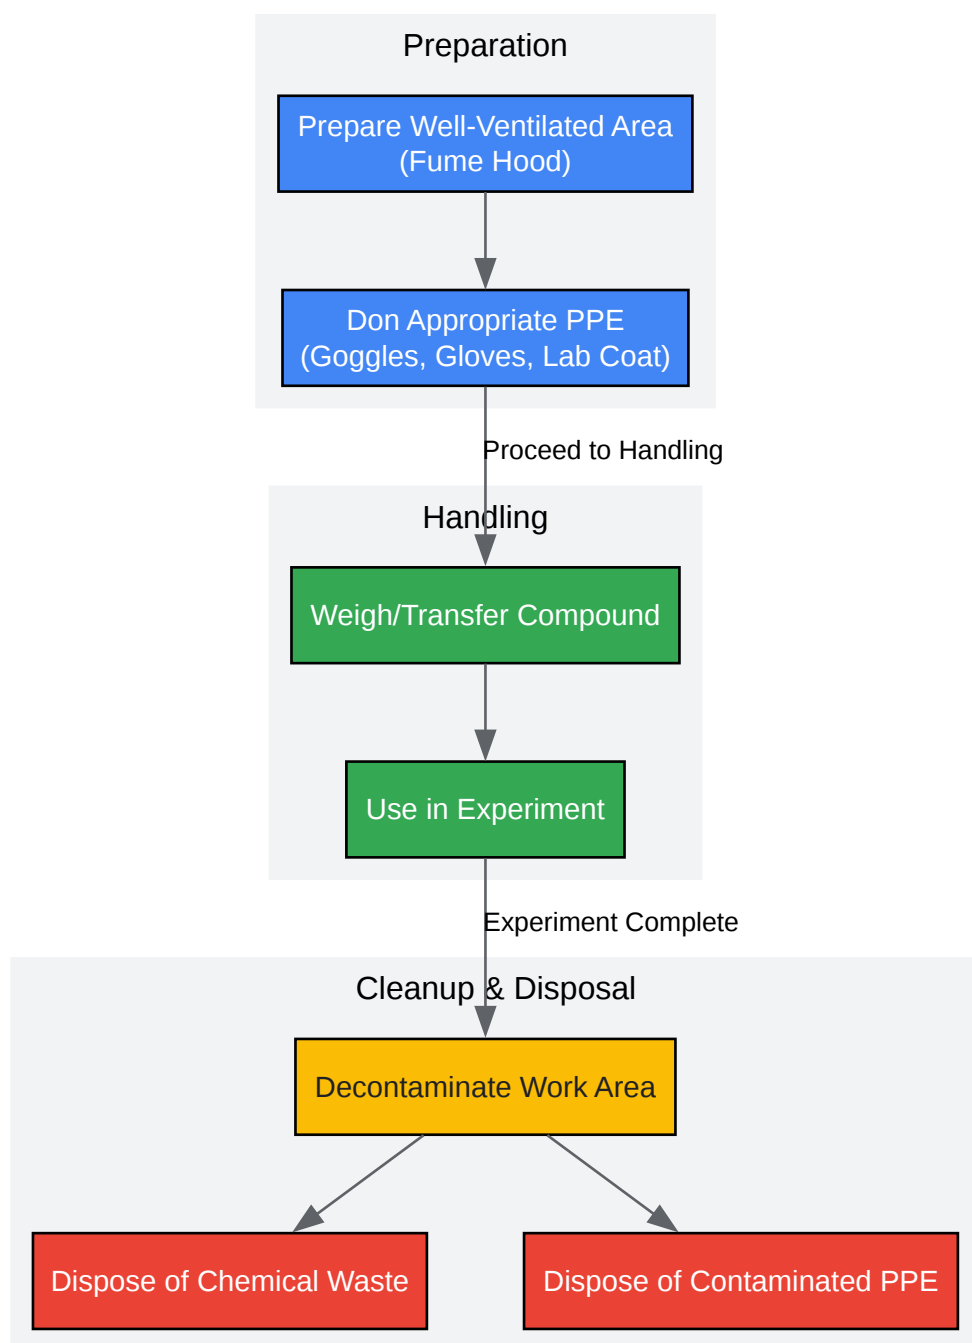 Preparation
Prepare Well-Ventilated Area
(Fume Hood)
Don Appropriate PPE
(Goggles, Gloves, Lab Coat)
Proceed to Handling
Handling
Weigh/Transfer Compound
Use in Experiment
Experiment Complete
Cleanup & Disposal
Decontaminate Work Area
Dispose of Chemical Waste
Dispose of Contaminated PPE